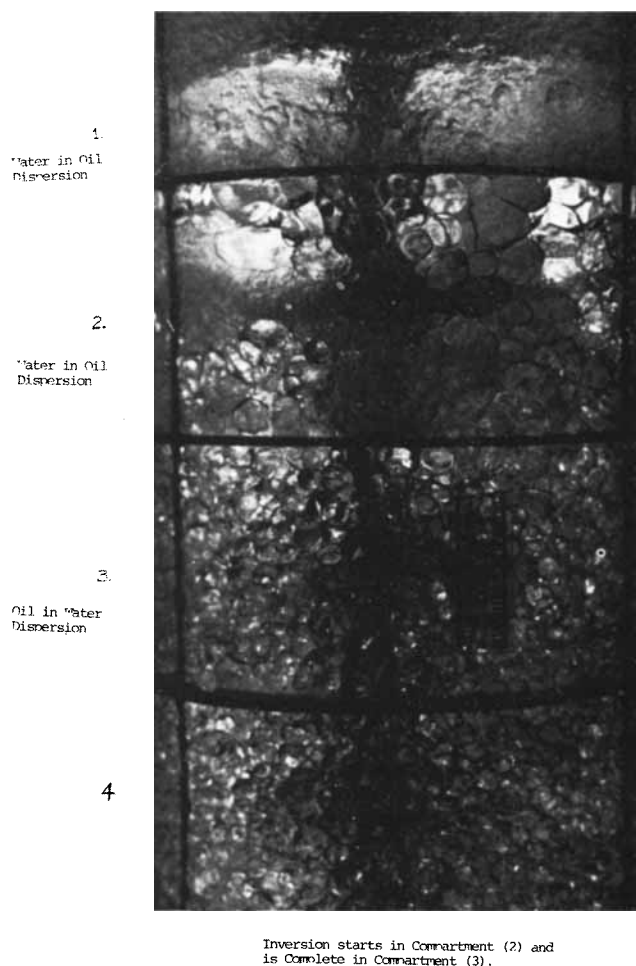 1.
Water in Oil
Dispersion
2.
Water in Oil
Dispersion
3.
Oil in Water
Dispersion
4
Inversion starts in Compartment (2) and
is Complete in Compartment (3).